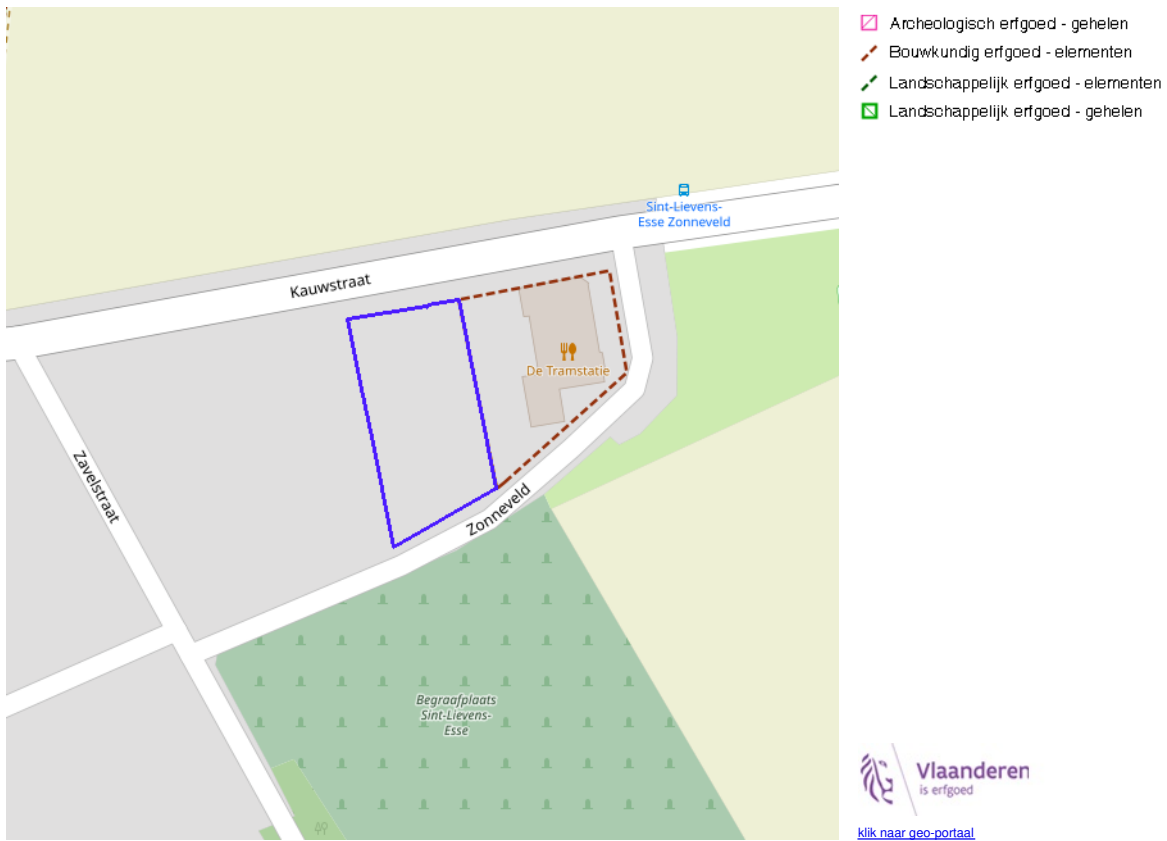 Archeologisch erfgoed - gehelen
Bouwkundig erfgoed - elementen
Landschappelijk erfgoed - elementen
Landschappelijk erfgoed - gehelen
Sint-Lievens-
Esse Zonneveld
Kauwstraat
De Tramstatie
Zavelstraat
Zonneveld
Begraafplaats
Sint-Lievens-
Esse
Vlaanderen
is erfgoed
klik naar geo-portaal